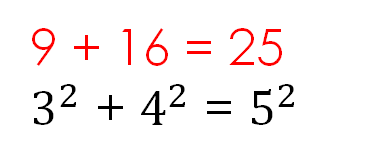 9 + 16 = 25
3² + 4² = 5²